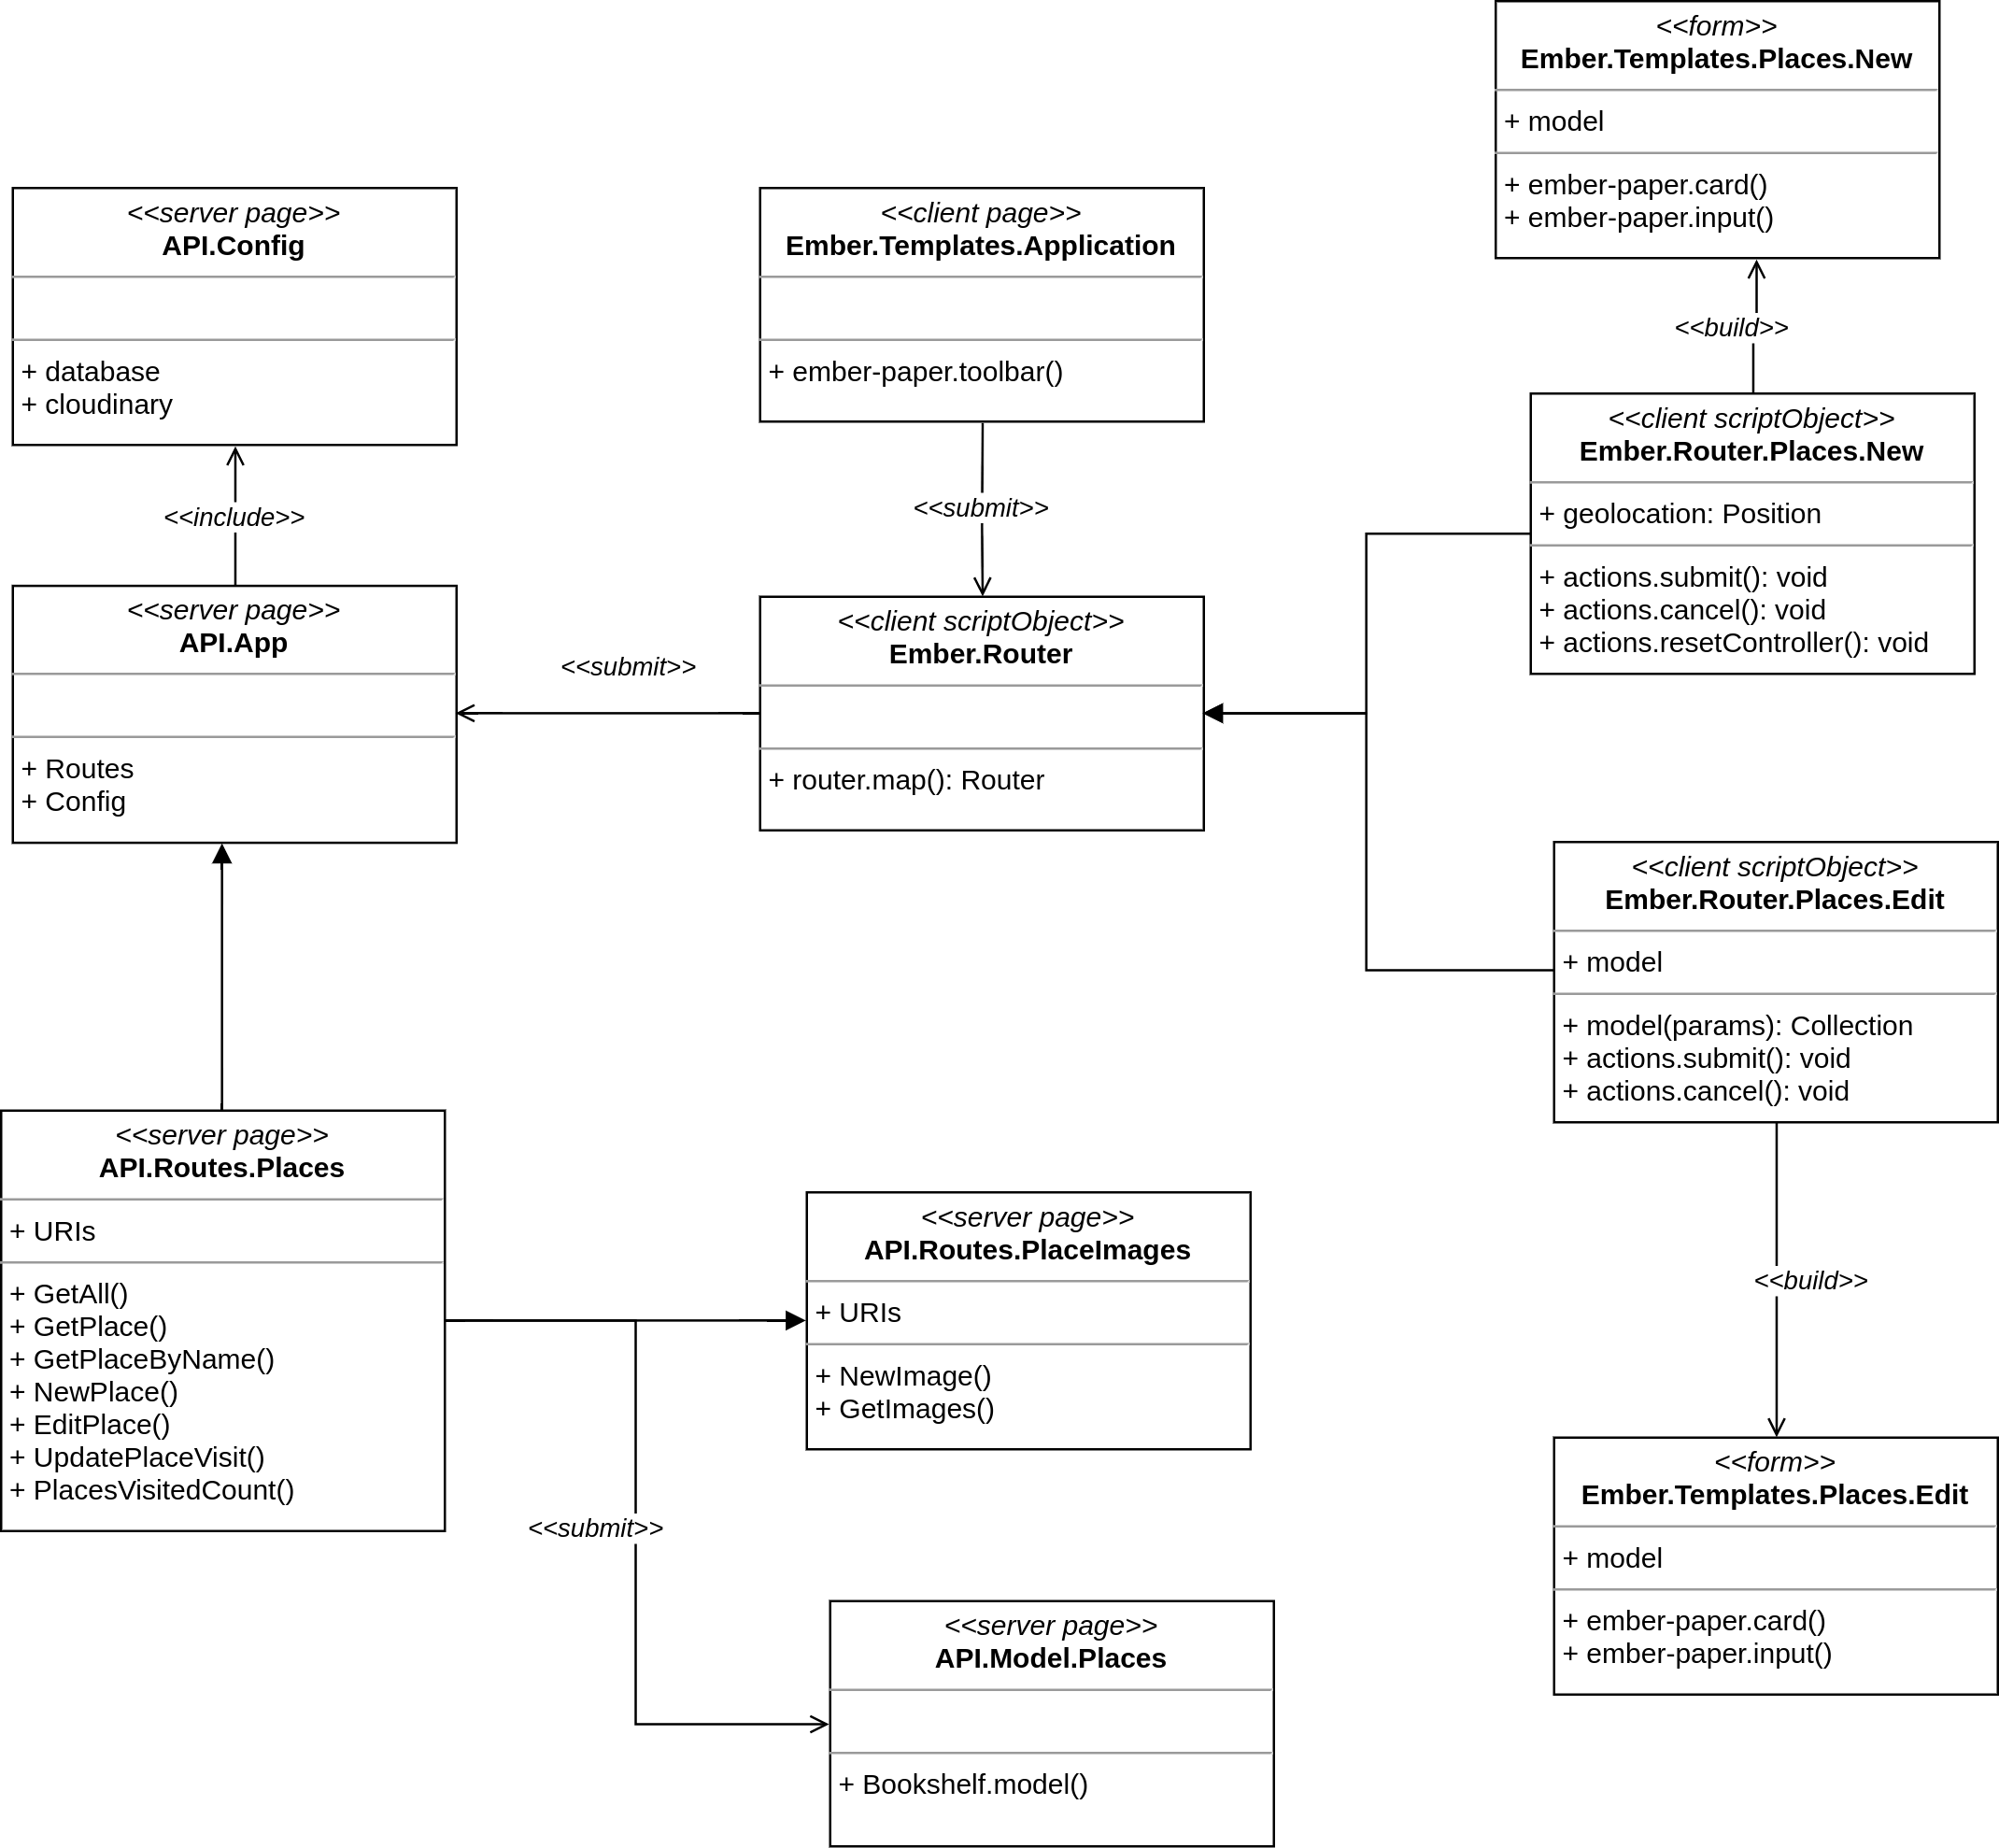 <<form>>
Ember.Templates.Places.New
+ model
+ ember-paper.card()
+ ember-paper.input()
<<server page>>
API.Config
+ database
+ cloudinary
<<client page>>
Ember.Templates.Application
+ ember-paper.toolbar()
<<build>>
<<client scriptObject>>
Ember.Router.Places.New
+ geolocation: Position
+ actions.submit(): void
+ actions.cancel(): void
+ actions.resetController(): void
<<include>>
<<submit>>
<<server page>>
API.App
+ Routes
+ Config
<<submit>>
<<client scriptObject>>
Ember.Router
+ router.map(): Router
<<client scriptObject>>
Ember.Router.Places.Edit
+ model
+ model(params): Collection
+ actions.submit(): void
+ actions.cancel(): void
<<server page>>
API.Routes.Places
+ URIs
+ GetAll()
+ GetPlace()
+ GetPlaceByName()
+ NewPlace()
+ EditPlace()
+ UpdatePlaceVisit()
+ PlacesVisitedCount()
<<server page>>
API.Routes.PlaceImages
+ URIs
+ NewImage()
+ GetImages()
<<build>>
<<submit>>
<<form>>
Ember.Templates.Places.Edit
+ model
+ ember-paper.card()
+ ember-paper.input()
<<server page>>
API.Model.Places
+ Bookshelf.model()